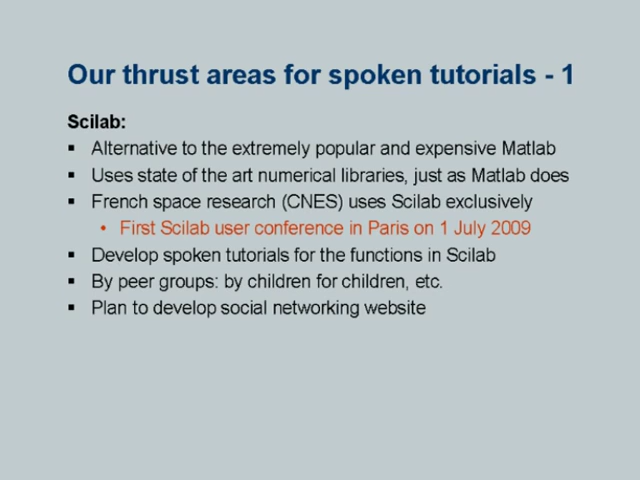 Our thrust areas for spoken tutorials - 1
Scilab:
▪ Alternative to the extremely popular and expensive Matlab
▪ Uses state of the art numerical libraries, just as Matlab does
▪ French space research (CNES) uses Scilab exclusively
• First Scilab user conference in Paris on 1 July 2009
▪ Develop spoken tutorials for the functions in Scilab
▪ By peer groups: by children for children, etc.
▪ Plan to develop social networking website